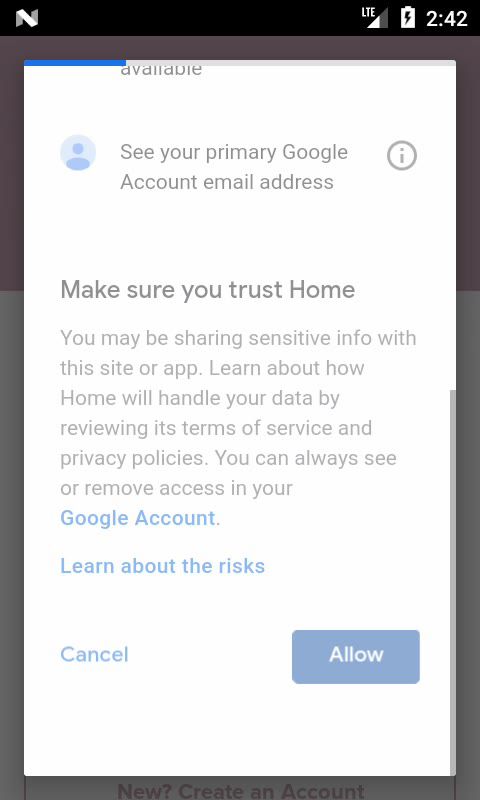 LTE 2:42
available
See your primary Google
Account email address
Make sure you trust Home
You may be sharing sensitive info with
this site or app. Learn about how
Home will handle your data by
reviewing its terms of service and
privacy policies. You can always see
or remove access in your
Google Account.
Learn about the risks
Cancel Allow
New? Create an Account